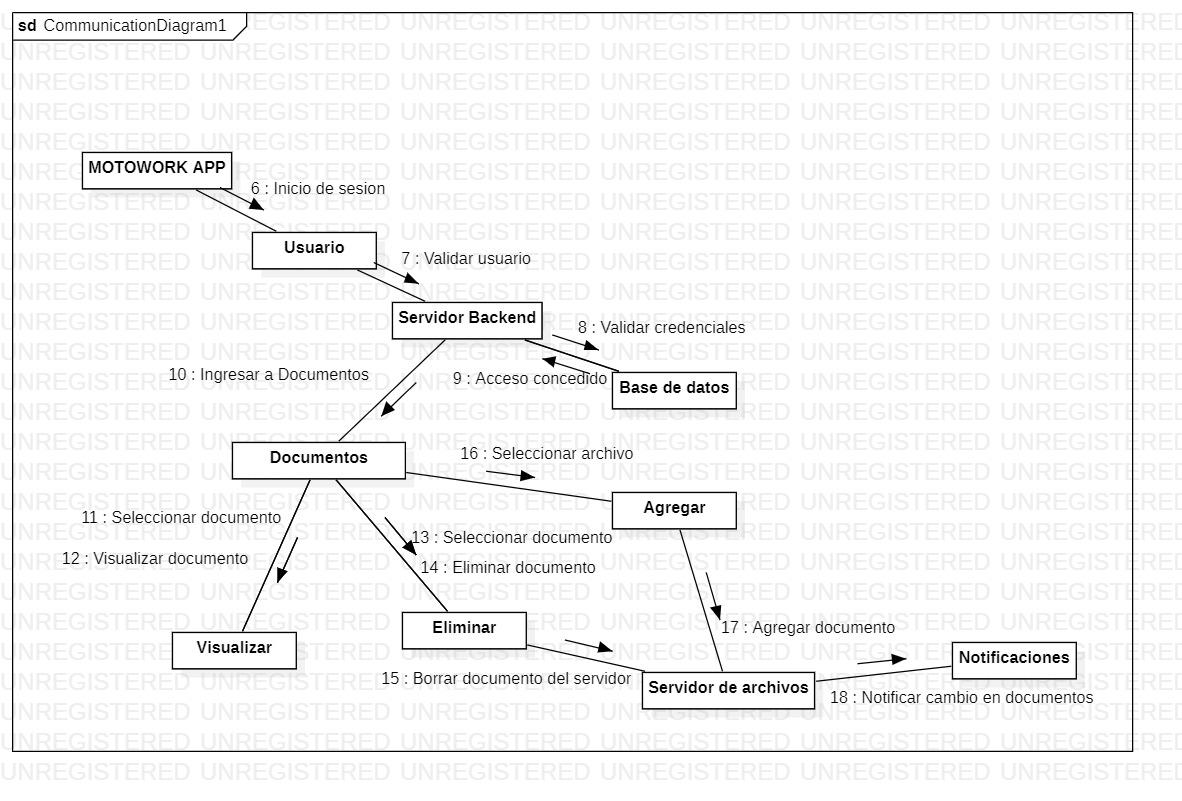 sd CommunicationDiagram1
MOTOWORK APP
6 : Inicio de sesion
Usuario
7 : Validar usuario
Servidor Backend
8 : Validar credenciales
10 : Ingresar a Documentos
9 : Acceso concedido
Base de datos
16 : Seleccionar archivo
Documentos
Agregar
11 : Seleccionar documento
13 : Seleccionar documento
12 : Visualizar documento
14 : Eliminar documento
Eliminar
17 : Agregar documento
Visualizar
Notificaciones
15 : Borrar documento del servidor
Servidor de archivos
18 : Notificar cambio en documentos
UNREGISTERED